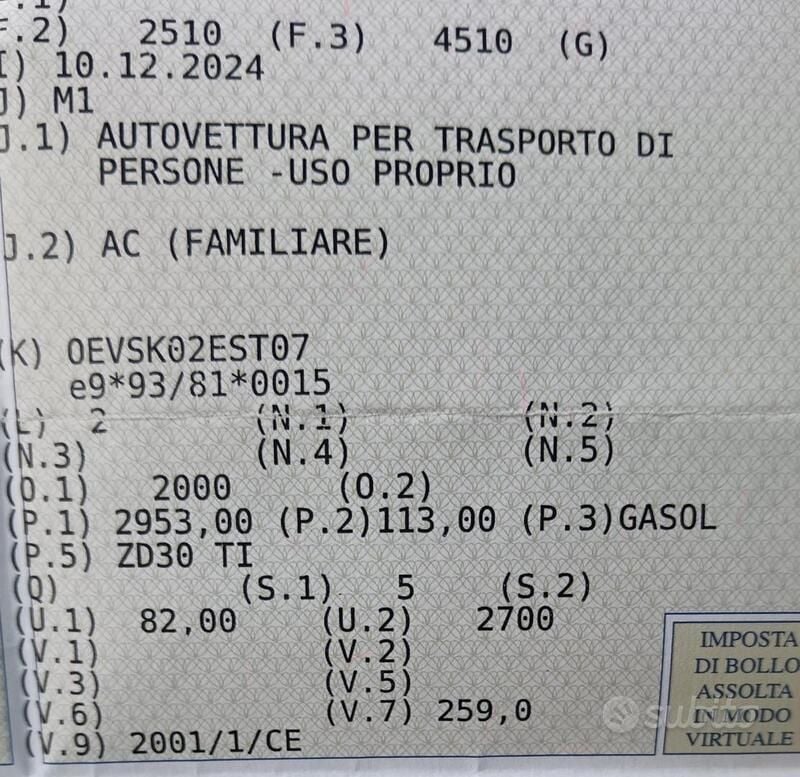 F.2) 2510 (F.3) 4510 (G)
I) 10.12.2024
J) M1
J.1) AUTOVETTURA PER TRASPORTO DI
PERSONE -USO PROPRIO
J.2) AC (FAMILIARE)
(K) OEVSK02EST07
e9*93/81*0015
(L) 2 (N.1) (N.2)
(N.3) (N.4) (N.5)
(O.1) 2000 (O.2)
(P.1) 2953,00 (P.2)113,00 (P.3)GASOL
(P.5) ZD30 TI
(Q) (S.1) 5 (S.2)
(U.1) 82,00 (U.2) 2700
(V.1) (V.2)
(V.3) (V.5)
(V.6) (V.7) 259,0
(V.9) 2001/1/CE
IMPOSTA
DI BOLLO
ASSOLTA
IN MODO
VIRTUALE
subito